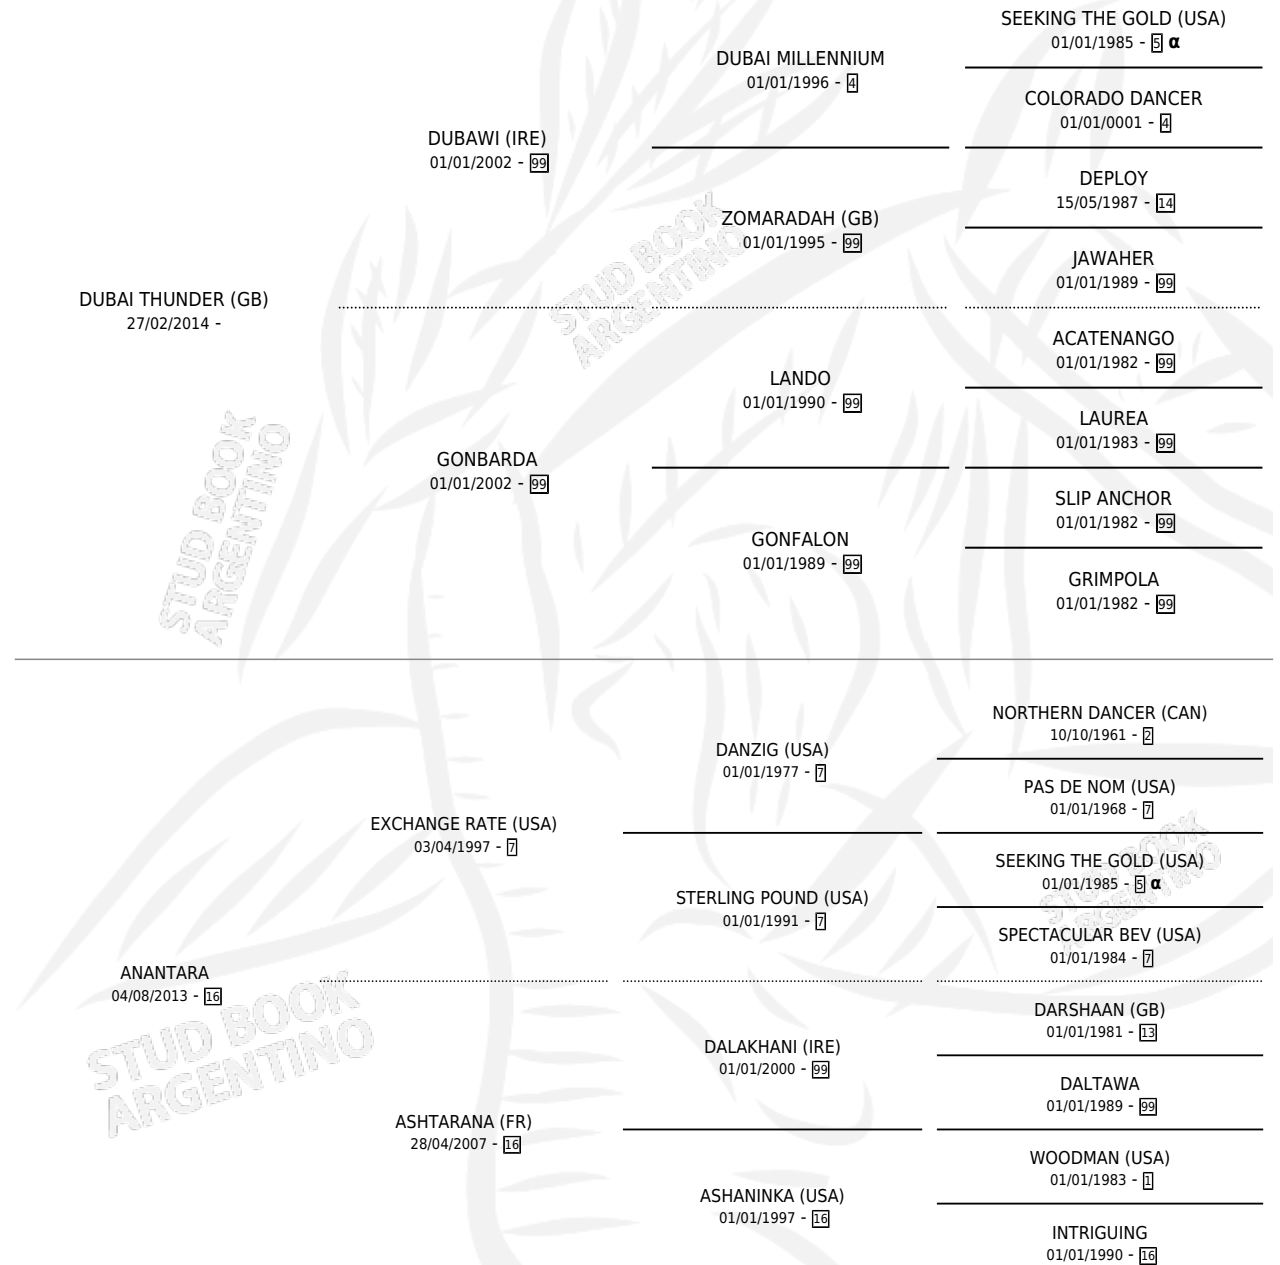 SEEKING THE GOLD (USA)
01/01/1985 - 5 α
DUBAI MILLENNIUM
01/01/1996 - 4
COLORADO DANCER
01/01/0001 - 4
DUBAWI (IRE)
01/01/2002 - 99
DEPLOY
15/05/1987 - 14
ZOMARADAH (GB)
01/01/1995 - 99
JAWAHER
01/01/1989 - 99
DUBAI THUNDER (GB)
27/02/2014 -
ACATENANGO
01/01/1982 - 99
LANDO
01/01/1990 - 99
LAUREA
01/01/1983 - 99
GONBARDA
01/01/2002 - 99
SLIP ANCHOR
01/01/1982 - 99
GONFALON
01/01/1989 - 99
GRIMPOLA
01/01/1982 - 99
STUD BOOK
ARGENTINO
STUD BOOK
ARGENTINO
NORTHERN DANCER (CAN)
10/10/1961 - 2
DANZIG (USA)
01/01/1977 - 7
PAS DE NOM (USA)
01/01/1968 - 7
EXCHANGE RATE (USA)
03/04/1997 - 7
SEEKING THE GOLD (USA)
01/01/1985 - 5 α
STERLING POUND (USA)
01/01/1991 - 7
SPECTACULAR BEV (USA)
01/01/1984 - 7
ANANTARA
04/08/2013 - 16
DARSHAAN (GB)
01/01/1981 - 13
DALAKHANI (IRE)
01/01/2000 - 99
DALTAWA
01/01/1989 - 99
ASHTARANA (FR)
28/04/2007 - 16
WOODMAN (USA)
01/01/1983 - 1
ASHANINKA (USA)
01/01/1997 - 16
INTRIGUING
01/01/1990 - 16
STUD BOOK
ARGENTINO
STUD BOOK
ARGENTINO